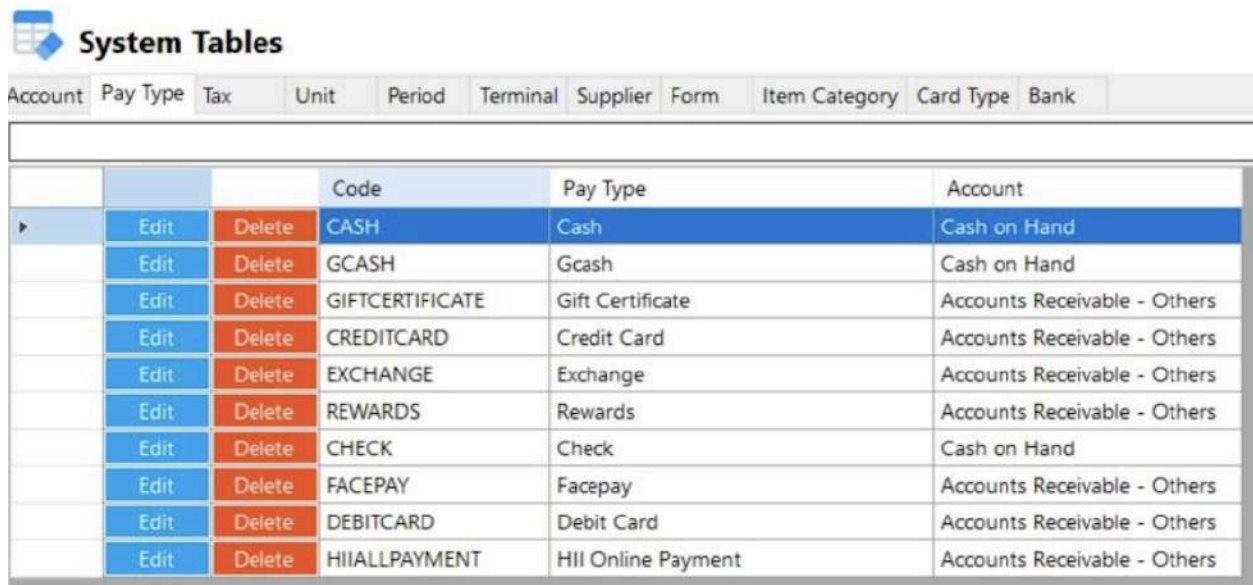 System Tables
Account Pay Type Tax Unit Period Terminal Supplier Form Item Category Card Type Bank
Code Pay Type Account
Edit Delete CASH Cash Cash on Hand
Edit Delete GCASH Gcash Cash on Hand
Edit Delete GIFTCERTIFICATE Gift Certificate Accounts Receivable - Others
Edit Delete CREDITCARD Credit Card Accounts Receivable - Others
Edit Delete EXCHANGE Exchange Accounts Receivable - Others
Edit Delete REWARDS Rewards Accounts Receivable - Others
Edit Delete CHECK Check Cash on Hand
Edit Delete FACEPAY Facepay Accounts Receivable - Others
Edit Delete DEBITCARD Debit Card Accounts Receivable - Others
Edit Delete HIIALLPAYMENT HII Online Payment Accounts Receivable - Others